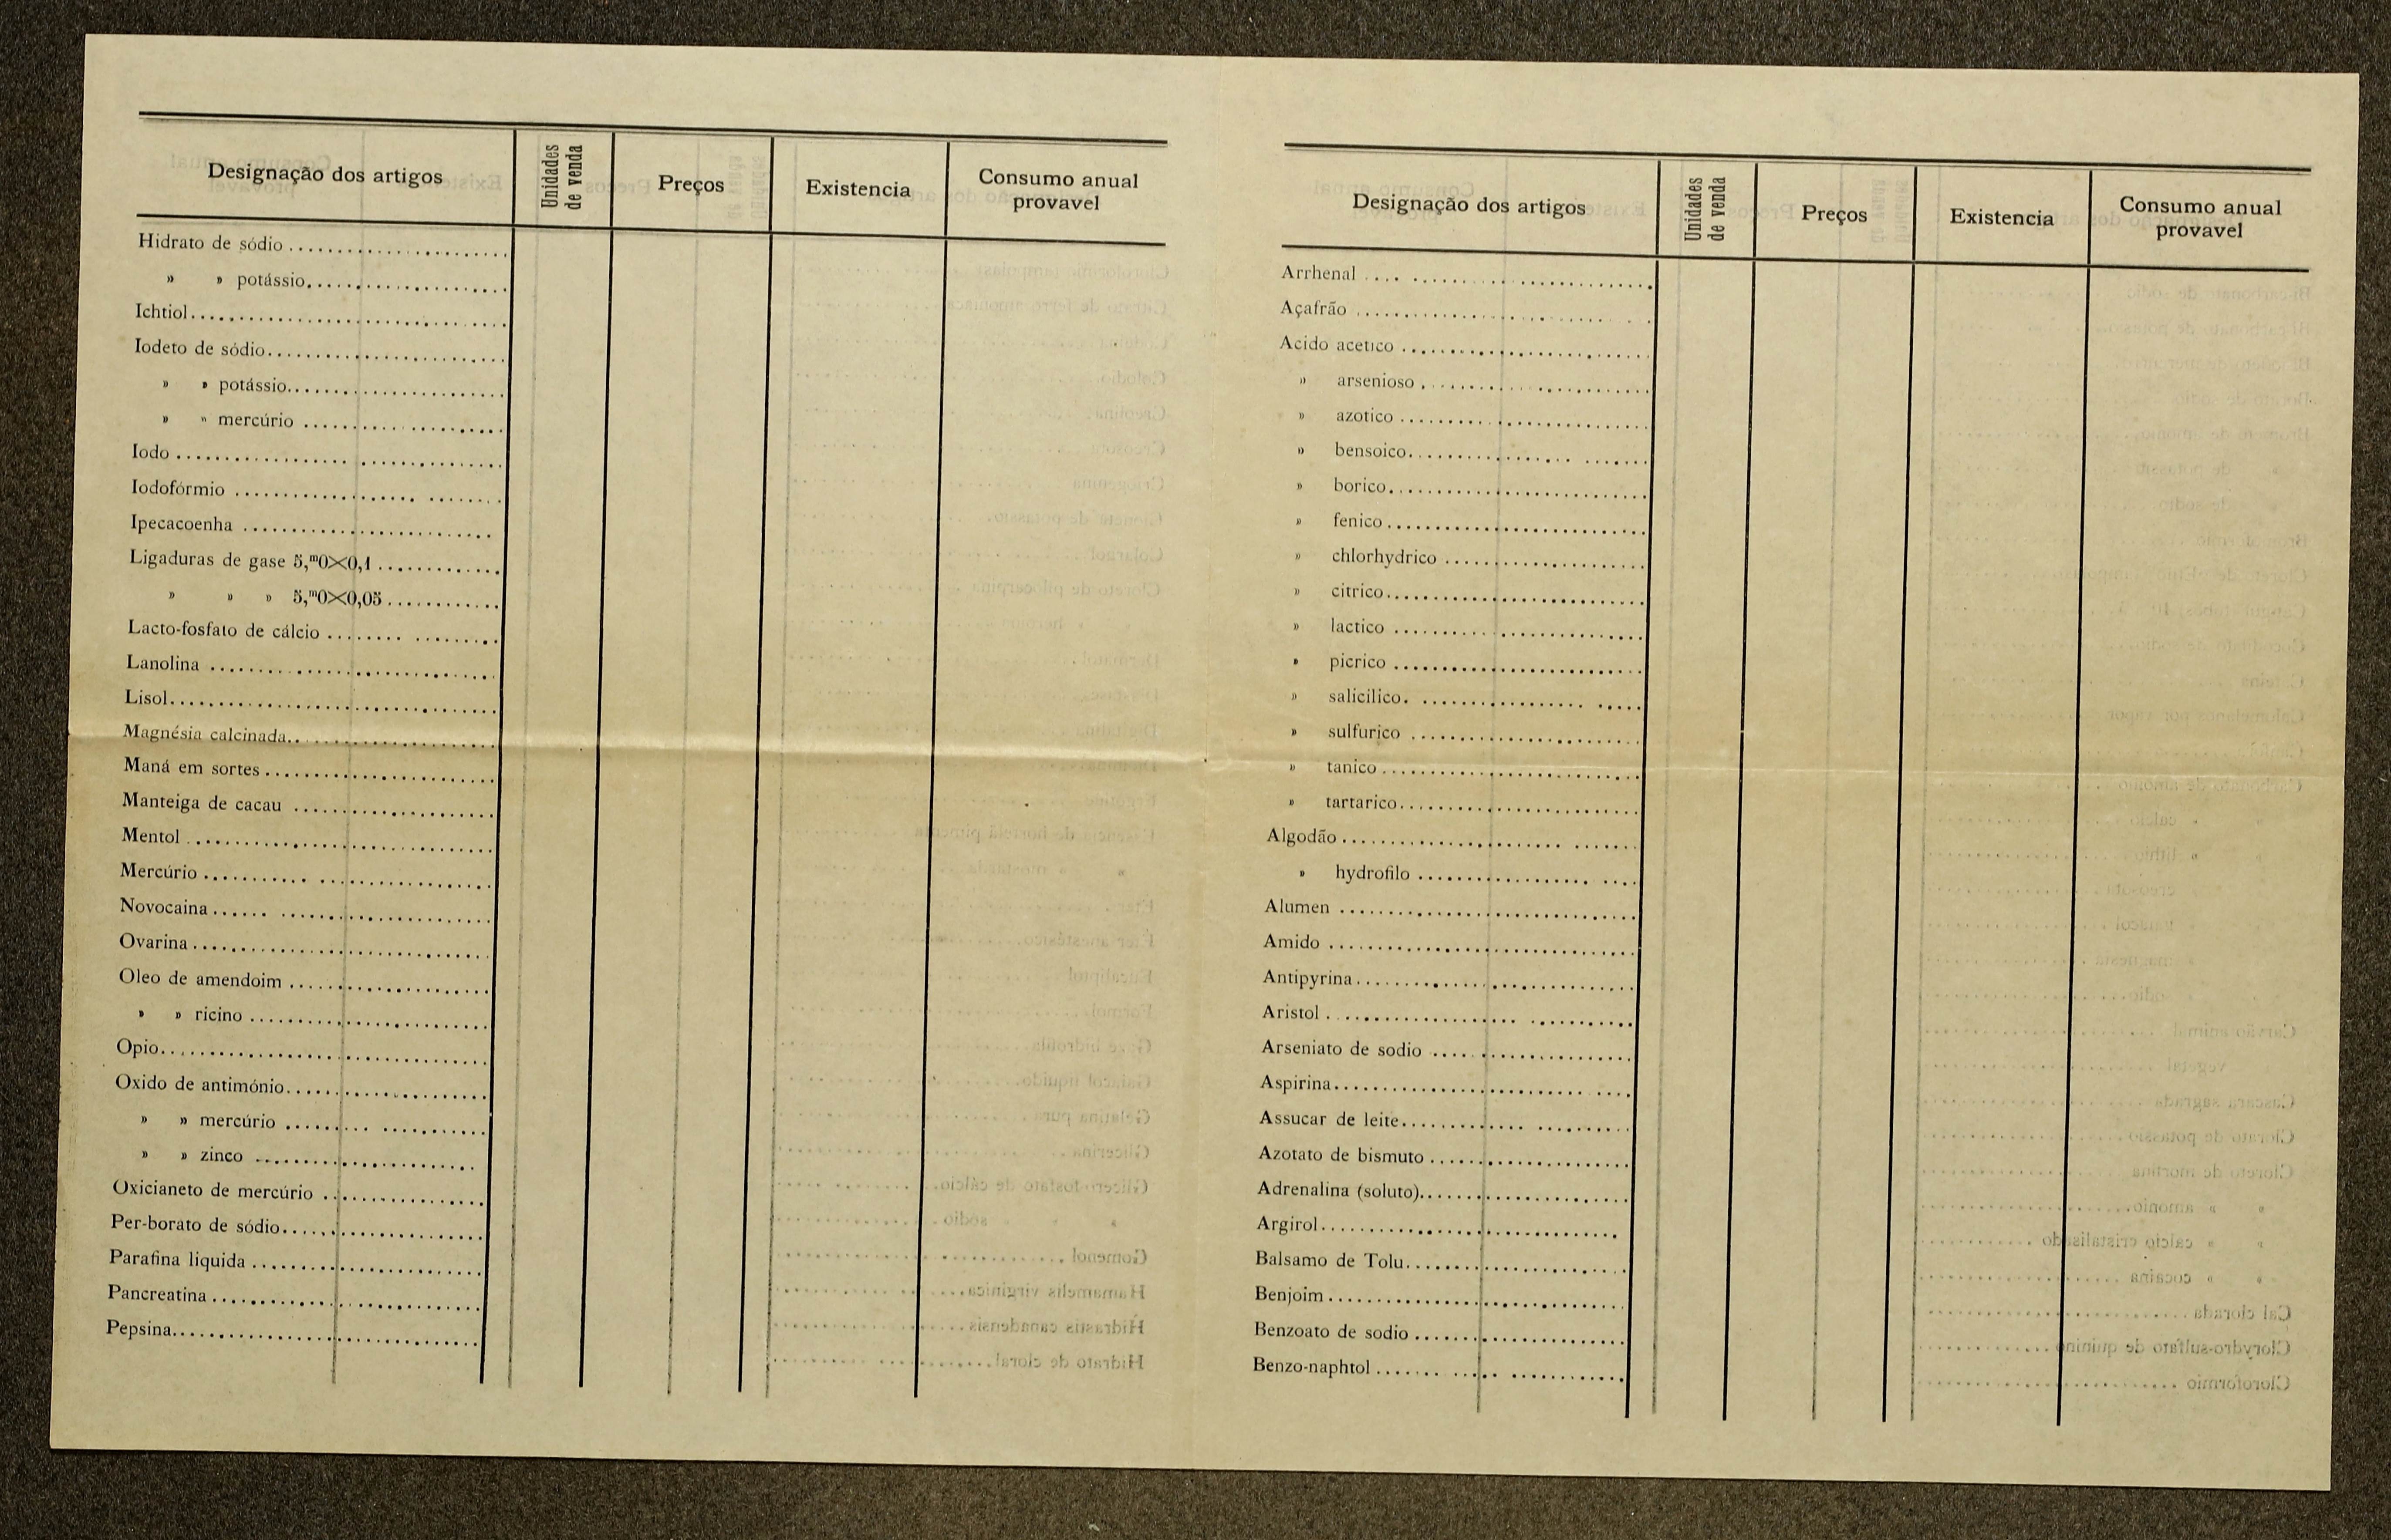 Designação dos artigos Unidades de venda Preços Existencia Consumo anual provavel
Hidrato de sódio
» » potássio
Ichtiol
Iodeto de sódio
» » potássio
» » mercúrio
Iodo
Iodofórmio
Ipecacoenha
Ligaduras de gase 5,ᵐ0×0,1
» » » 5,ᵐ0×0,05
Lacto-fosfato de cálcio
Lanolina
Lisol
Magnésia calcinada
Maná em sortes
Manteiga de cacau
Mentol
Mercúrio
Novocaina
Ovarina
Oleo de amendoim
» » ricino
Opio
Oxido de antimónio
» » mercúrio
» » zinco
Oxicianeto de mercúrio
Per-borato de sódio
Parafina liquida
Pancreatina
Pepsina
Designação dos artigos Unidades de venda Preços Existencia Consumo anual provavel
Arrhenal
Açafrão
Acido acetico
» arsenioso
» azotico
» bensoico
» borico
» fenico
» chlorhydrico
» citrico
» lactico
» picrico
» salicilico
» sulfurico
» tanico
» tartarico
Algodão
» hydrofilo
Alumen
Amido
Antipyrina
Aristol
Arseniato de sodio
Aspirina
Assucar de leite
Azotato de bismuto
Adrenalina (soluto)
Argirol
Balsamo de Tolu
Benjoim
Benzoato de sodio
Benzo-naphtol